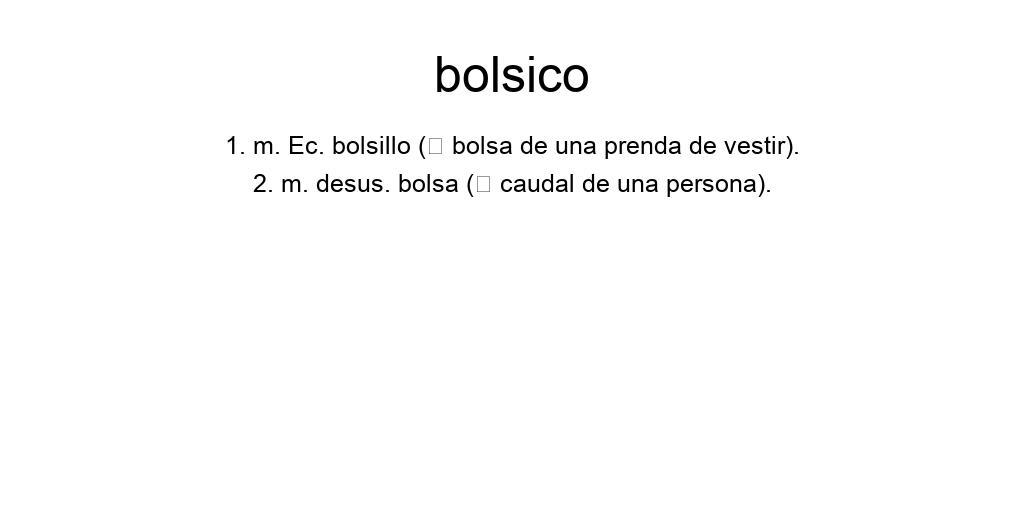 bolsico
1. m. Ec. bolsillo (□ bolsa de una prenda de vestir).
2. m. desus. bolsa (□ caudal de una persona).